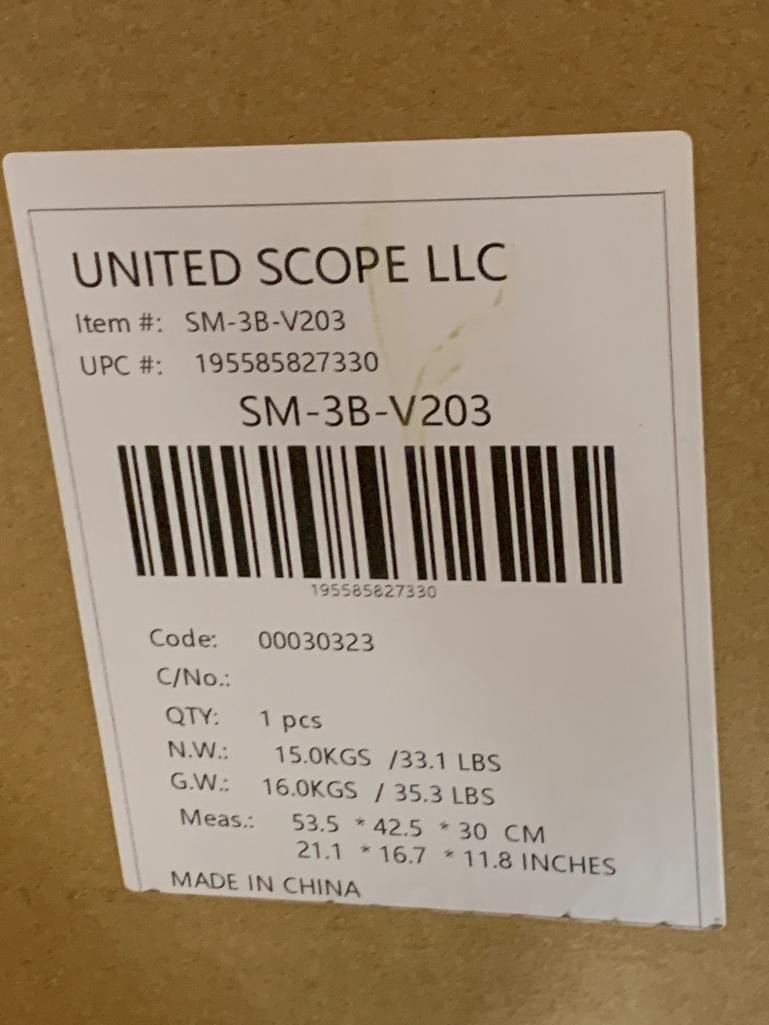 UNITED SCOPE LLC
Item #: SM-3B-V203
UPC #: 195585827330
SM-3B-V203
195585827330
Code: 00030323
C/No.:
QTY: 1 pcs
N.W.: 15.0KGS /33.1 LBS
G.W.: 16.0KGS / 35.3 LBS
Meas.: 53.5 * 42.5 * 30 CM
21.1 * 16.7 * 11.8 INCHES
MADE IN CHINA